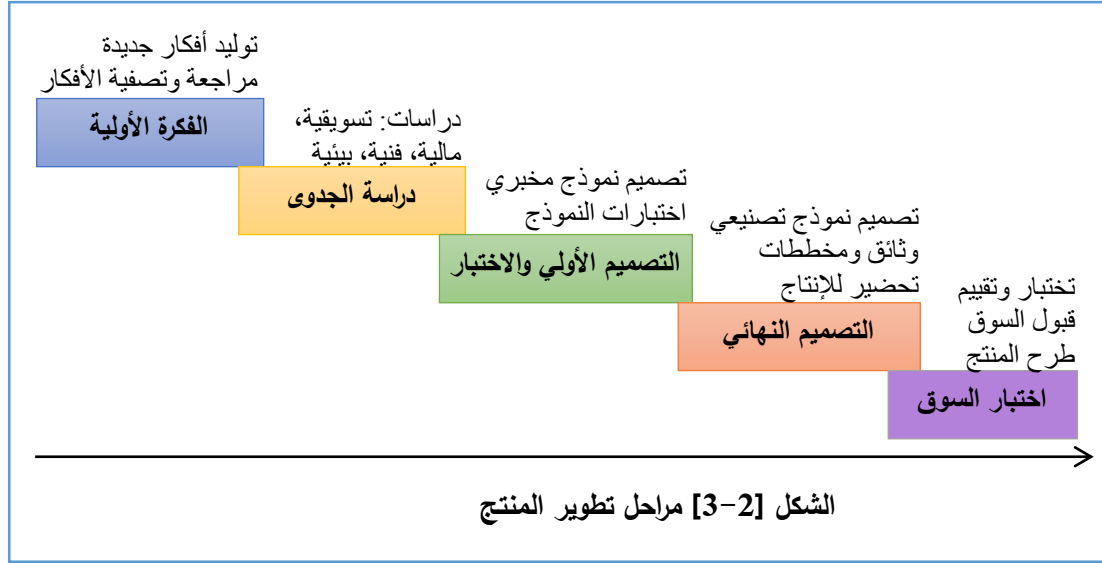 توليد أفكار جديدة
مراجعة وتصفية الأفكار
الفكرة الأولية
دراسات: تسويقية،
مالية، فنية، بيئية
دراسة الجدوى
تصميم نموذج مخبري
اختبارات النموذج
التصميم الأولي والاختبار
تصميم نموذج تصنيعي
وثائق ومخططات
تحضير للإنتاج
التصميم النهائي
تختبار وتقييم
قبول السوق
طرح المنتج
اختبار السوق
الشكل [2-3] مراحل تطوير المنتج